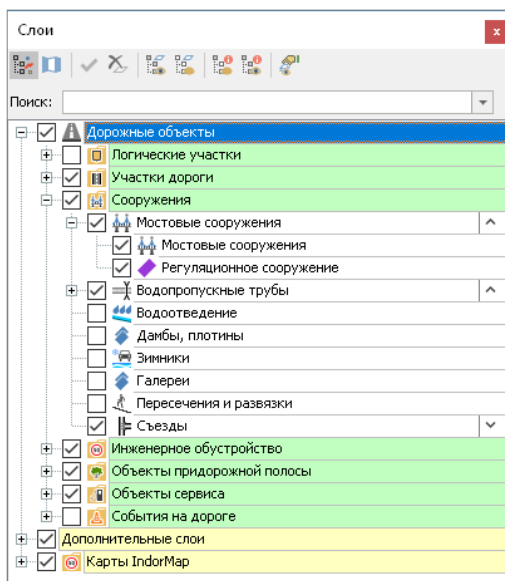 Слои
x
Поиск:
Дорожные объекты
Логические участки
Участки дороги
Сооружения
Мостовые сооружения
Мостовые сооружения
Регуляционное сооружение
Водопропускные трубы
Водоотведение
Дамбы, плотины
Зимники
Галереи
Пересечения и развязки
Съезды
Инженерное обустройство
Объекты придорожной полосы
Объекты сервиса
События на дороге
Дополнительные слои
Карты IndorMap